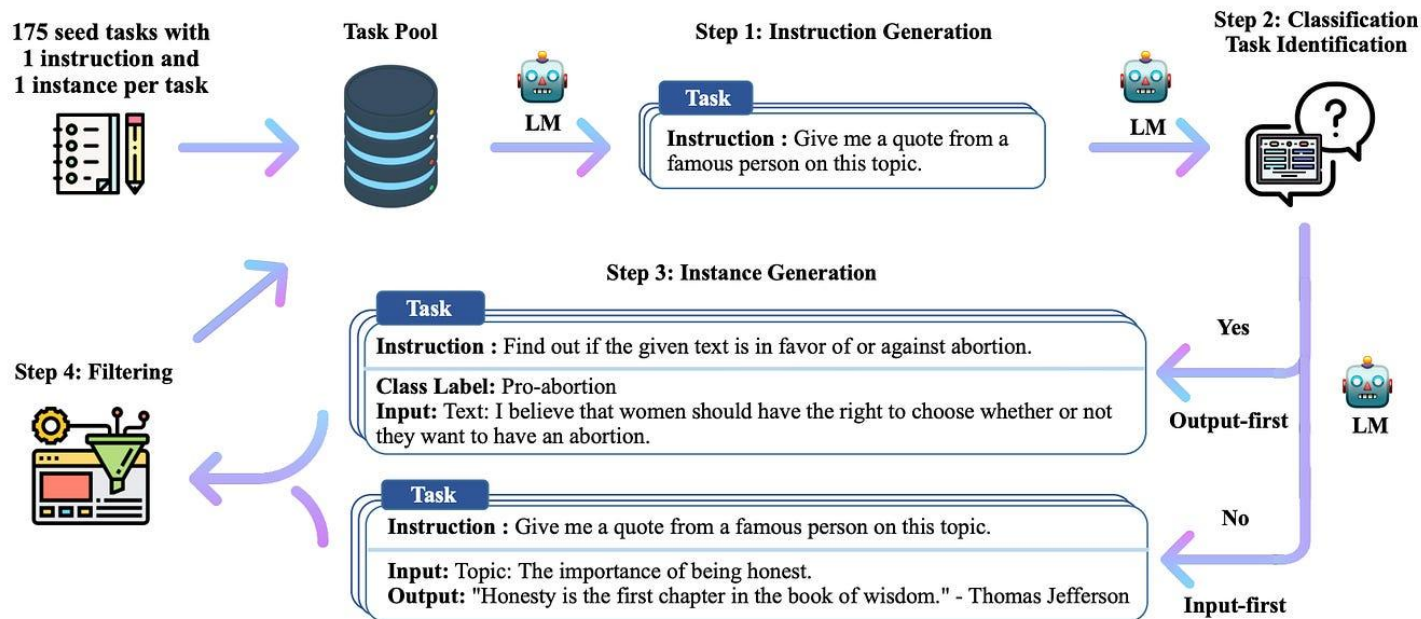 175 seed tasks with
1 instruction and
1 instance per task
Task Pool
LM
Step 1: Instruction Generation
Task
Instruction : Give me a quote from a
famous person on this topic.
LM
Step 2: Classification
Task Identification
?
Step 3: Instance Generation
Task
Instruction : Find out if the given text is in favor of or against abortion.
Class Label: Pro-abortion
Input: Text: I believe that women should have the right to choose whether or not
they want to have an abortion.
Yes
Output-first
LM
Task
Instruction : Give me a quote from a famous person on this topic.
Input: Topic: The importance of being honest.
Output: "Honesty is the first chapter in the book of wisdom." - Thomas Jefferson
No
Input-first
Step 4: Filtering